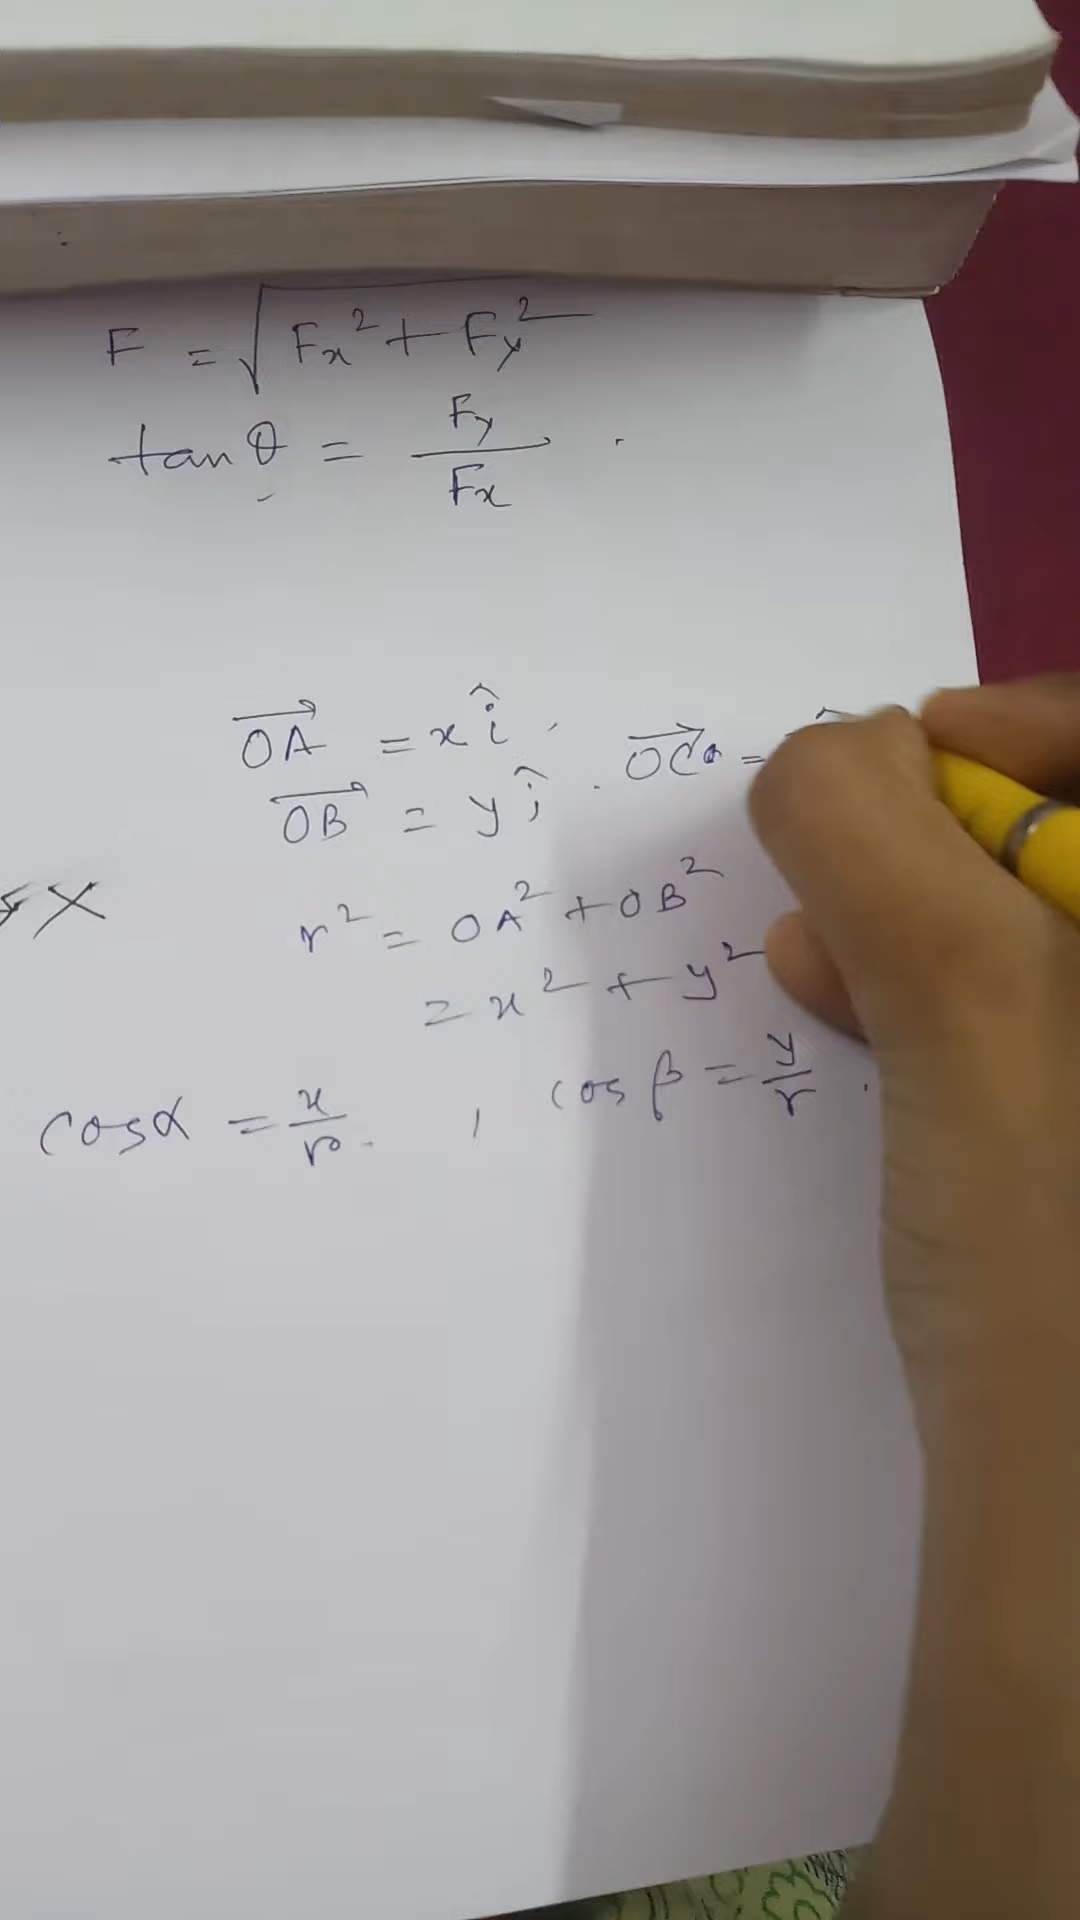 F = √(Fx² + Fy²)
tan θ = Fy / Fx .
OA⃗ = x î .
OC⃗ =
OB⃗ = y ĵ .
X
r² = OA² + OB²
= x² + y²
cos α = x / r . , cos β = y / r .